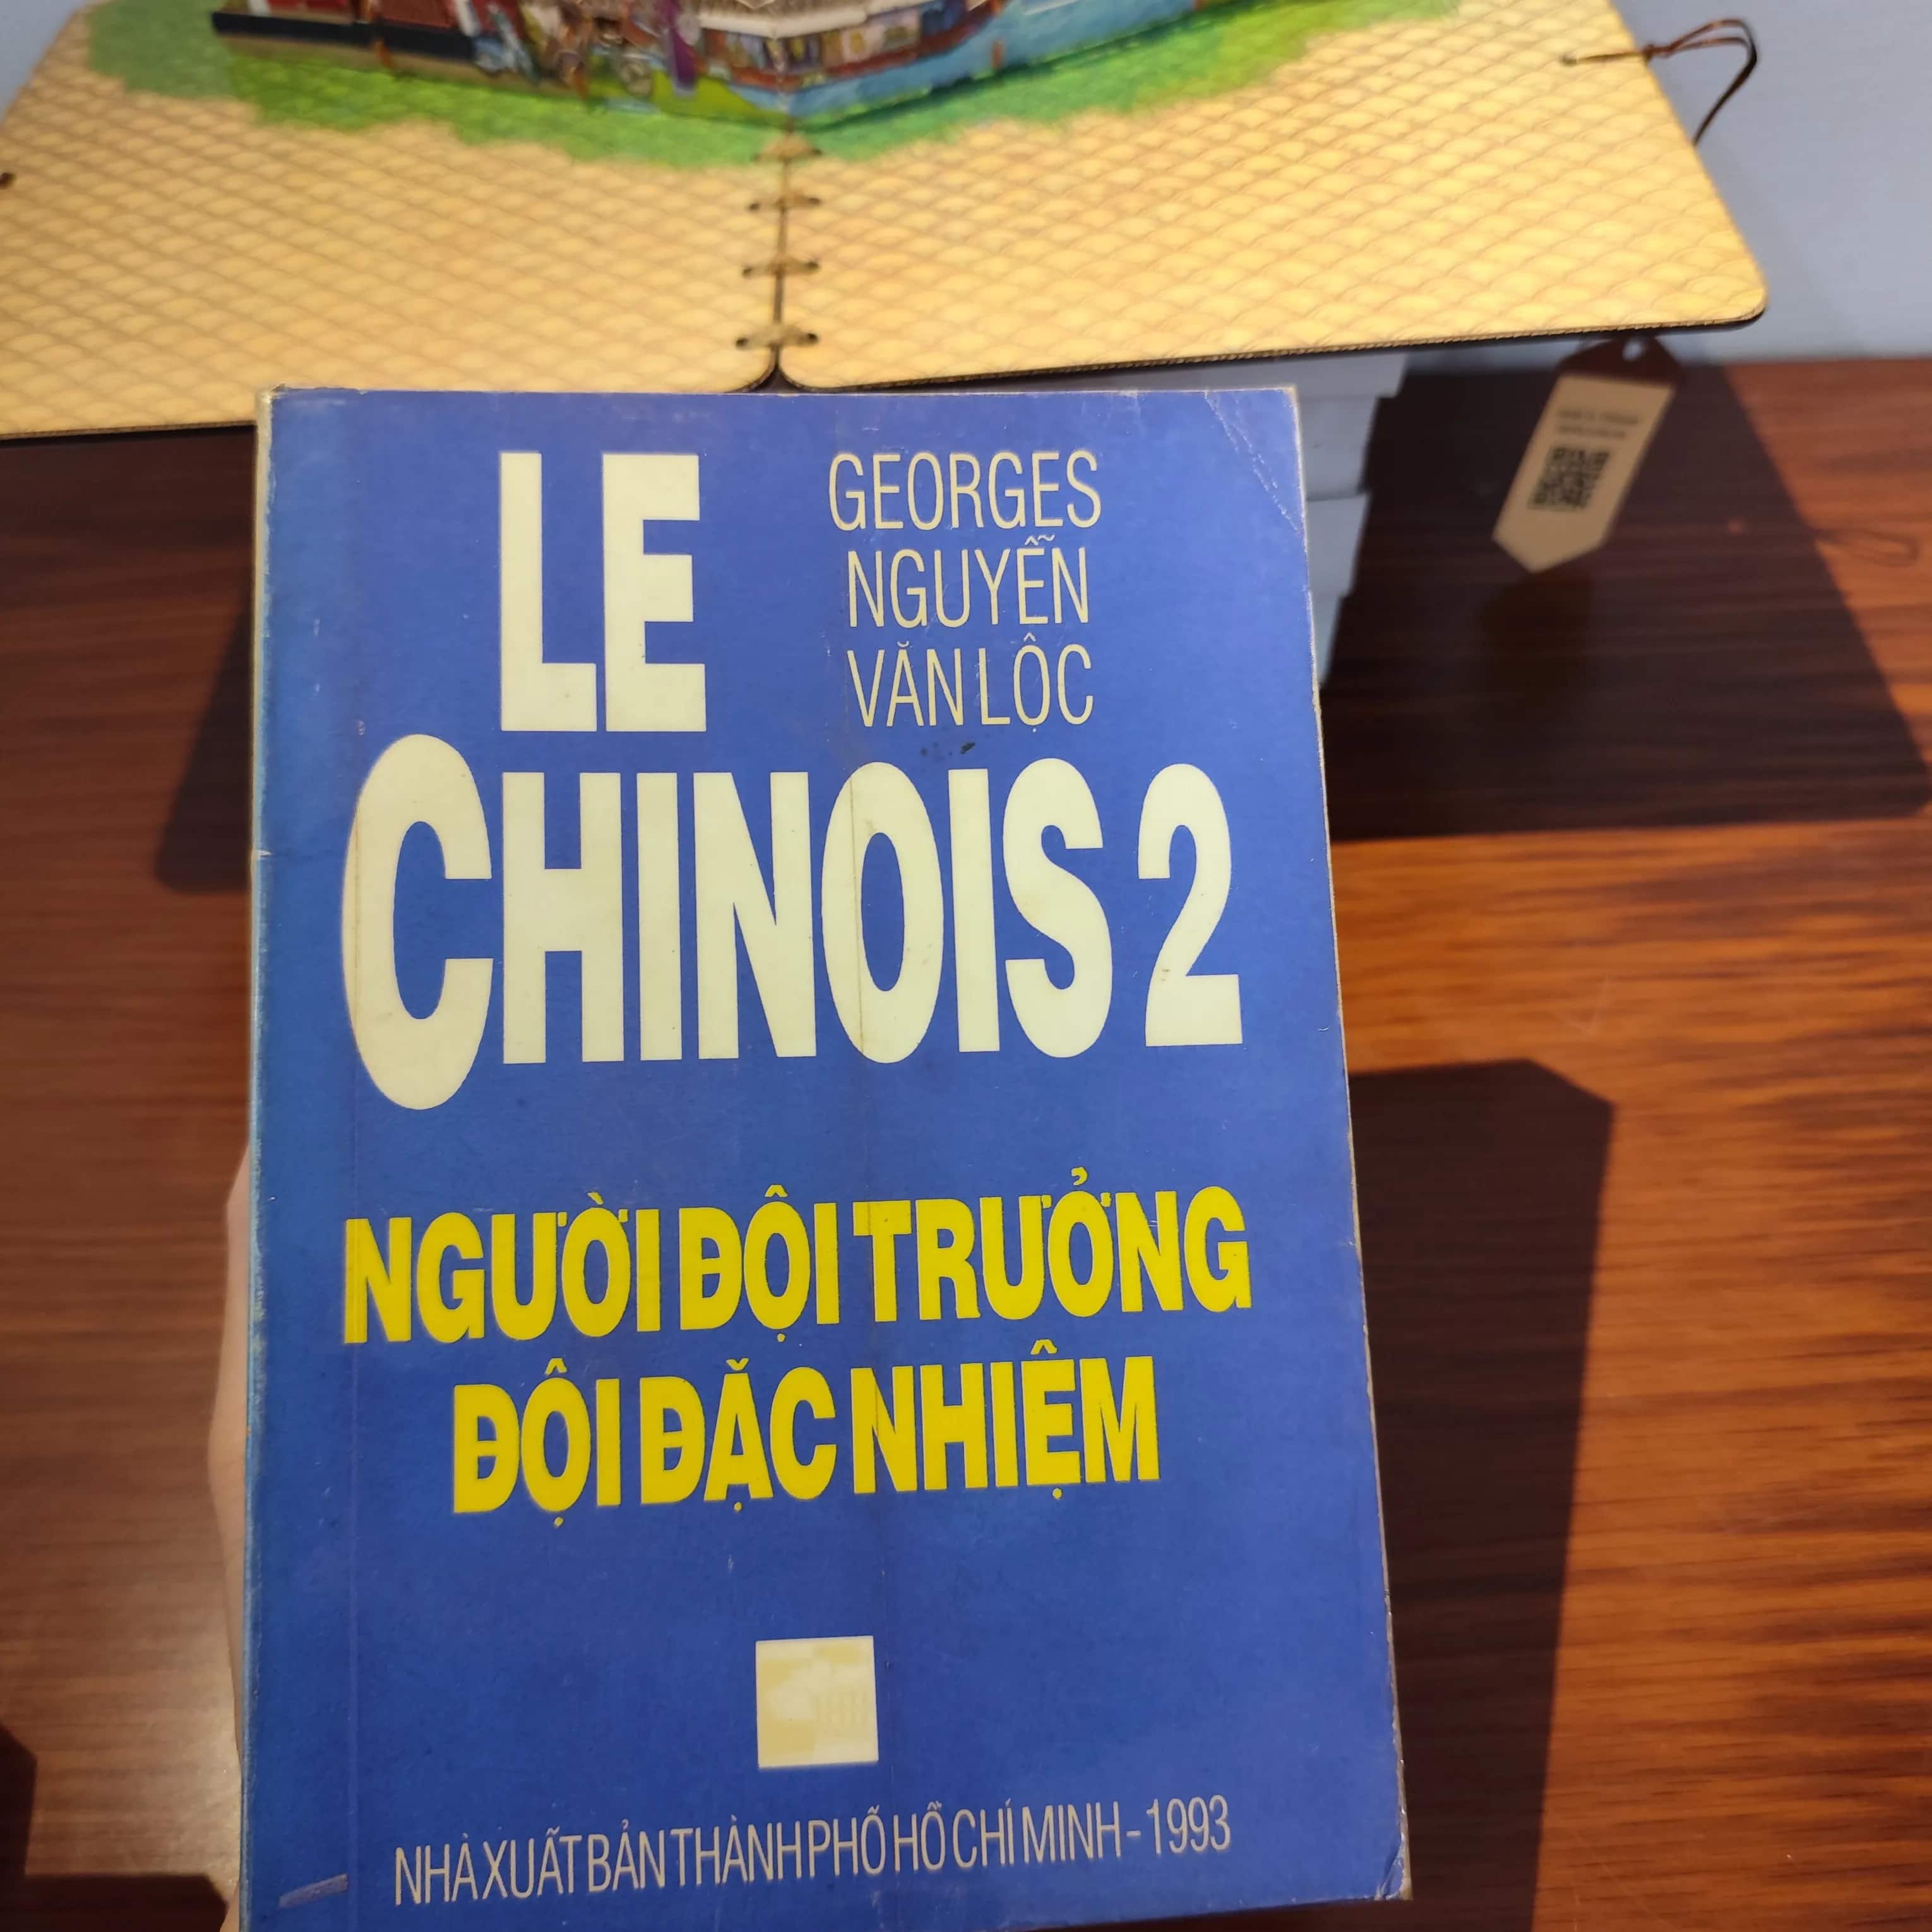 LE
GEORGES
NGUYỄN
VĂN LỘC
CHINOIS 2
NGƯỜI ĐỘI TRƯỞNG
ĐỘI ĐẶC NHIỆM
NHÀ XUẤT BẢN THÀNH PHỐ HỒ CHÍ MINH - 1993